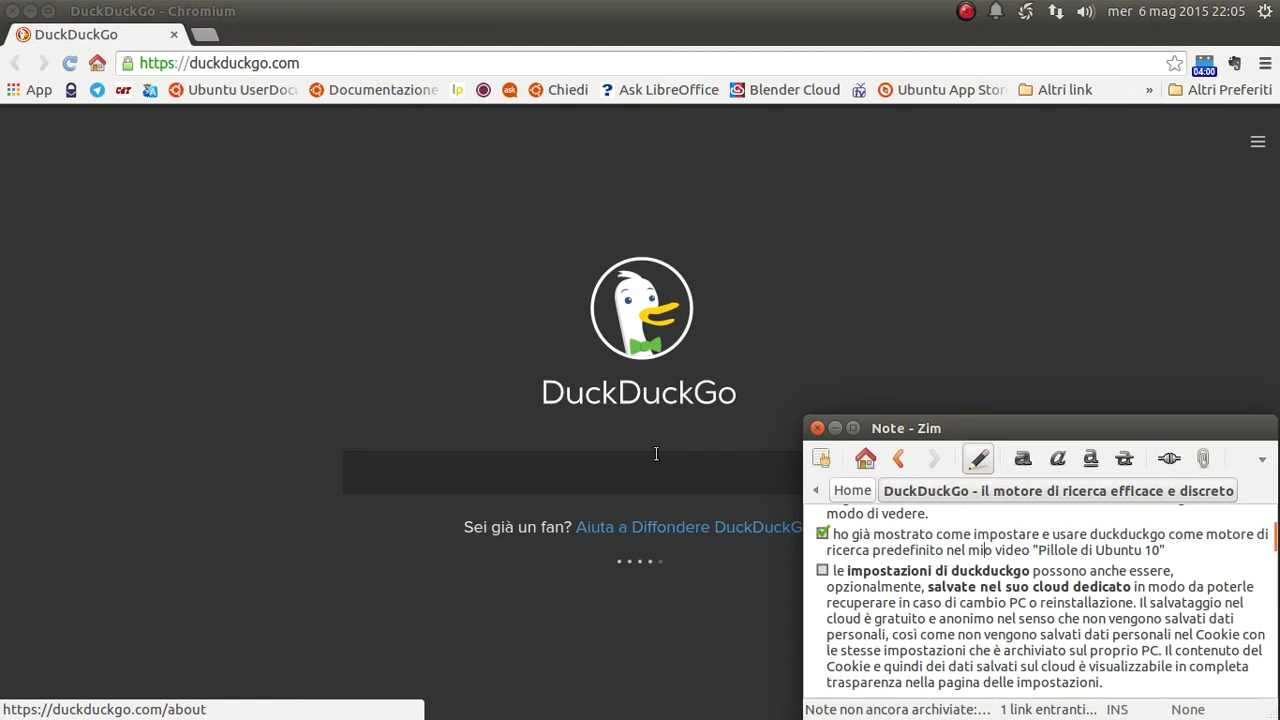 DuckDuckGo - Chromium
mer 6 mag 2015 22:05
DuckDuckGo
https://duckduckgo.com
04:00
App
Ubuntu UserDocu
Documentazione
lp
ask
Chiedi
? Ask LibreOffice
Blender Cloud
tv
Ubuntu App Stor
Altri link
»
Altri Preferiti
DuckDuckGo
Sei già un fan? Aiuta a Diffondere DuckDuckG
Note - Zim
Home
DuckDuckGo - il motore di ricerca efficace e discreto
modo di vedere.
ho già mostrato come impostare e usare duckduckgo come motore di
ricerca predefinito nel mio video "Pillole di Ubuntu 10"
le impostazioni di duckduckgo possono anche essere,
opzionalmente, salvate nel suo cloud dedicato in modo da poterle
recuperare in caso di cambio PC o reinstallazione. Il salvataggio nel
cloud è gratuito e anonimo nel senso che non vengono salvati dati
personali, così come non vengono salvati dati personali nel Cookie con
le stesse impostazioni che è archiviato sul proprio PC. Il contenuto del
Cookie e quindi dei dati salvati sul cloud è visualizzabile in completa
trasparenza nella pagina delle impostazioni.
https://duckduckgo.com/about
Note non ancora archiviate:...
1 link entranti...
INS
None